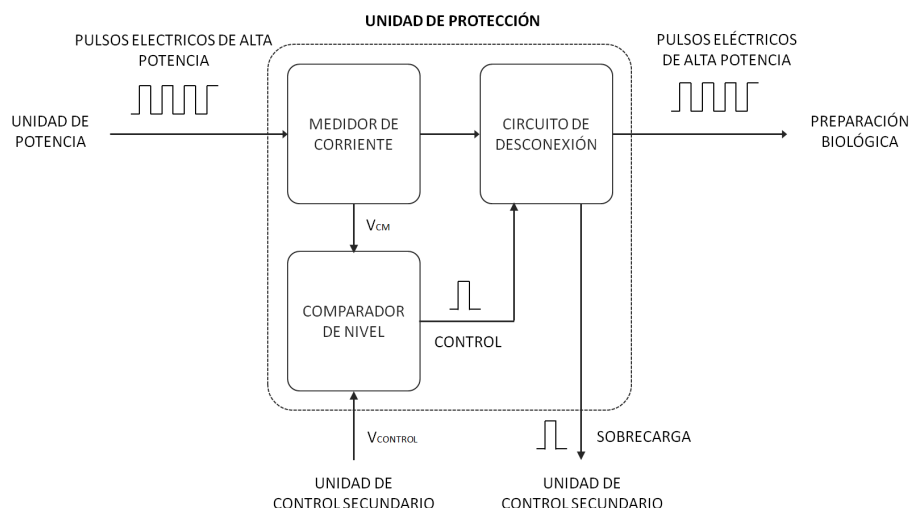 UNIDAD DE PROTECCIÓN
PULSOS ELECTRICOS DE ALTA
POTENCIA
PULSOS ELÉCTRICOS
DE ALTA POTENCIA
UNIDAD DE
POTENCIA
MEDIDOR DE
CORRIENTE
CIRCUITO DE
DESCONEXIÓN
PREPARACIÓN
BIOLÓGICA
VCM
COMPARADOR
DE NIVEL
CONTROL
VCONTROL
SOBRECARGA
UNIDAD DE
CONTROL SECUNDARIO
UNIDAD DE
CONTROL SECUNDARIO